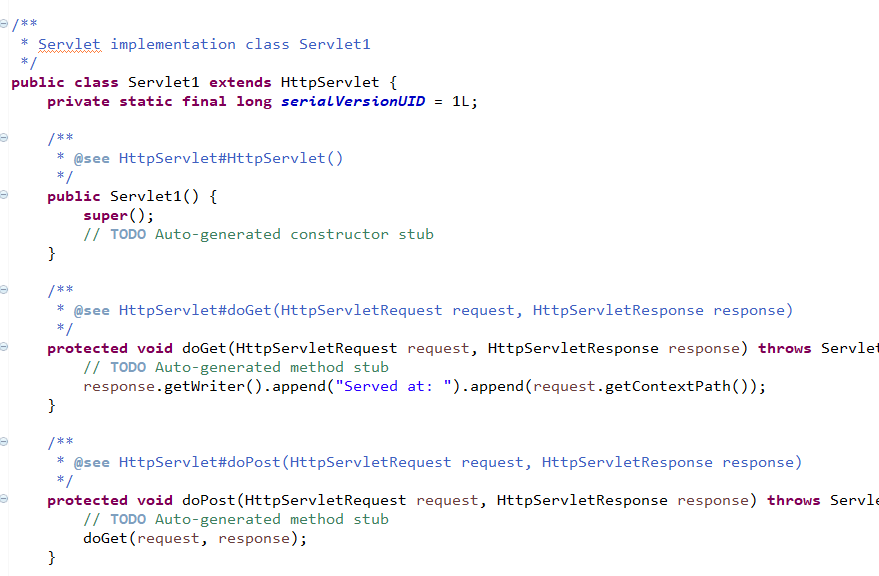 /**
 * Servlet implementation class Servlet1
 */
public class Servlet1 extends HttpServlet {
    private static final long serialVersionUID = 1L;

    /**
     * @see HttpServlet#HttpServlet()
     */
    public Servlet1() {
        super();
        // TODO Auto-generated constructor stub
    }

    /**
     * @see HttpServlet#doGet(HttpServletRequest request, HttpServletResponse response)
     */
    protected void doGet(HttpServletRequest request, HttpServletResponse response) throws Servlet
        // TODO Auto-generated method stub
        response.getWriter().append("Served at: ").append(request.getContextPath());
    }

    /**
     * @see HttpServlet#doPost(HttpServletRequest request, HttpServletResponse response)
     */
    protected void doPost(HttpServletRequest request, HttpServletResponse response) throws Servle
        // TODO Auto-generated method stub
        doGet(request, response);
    }